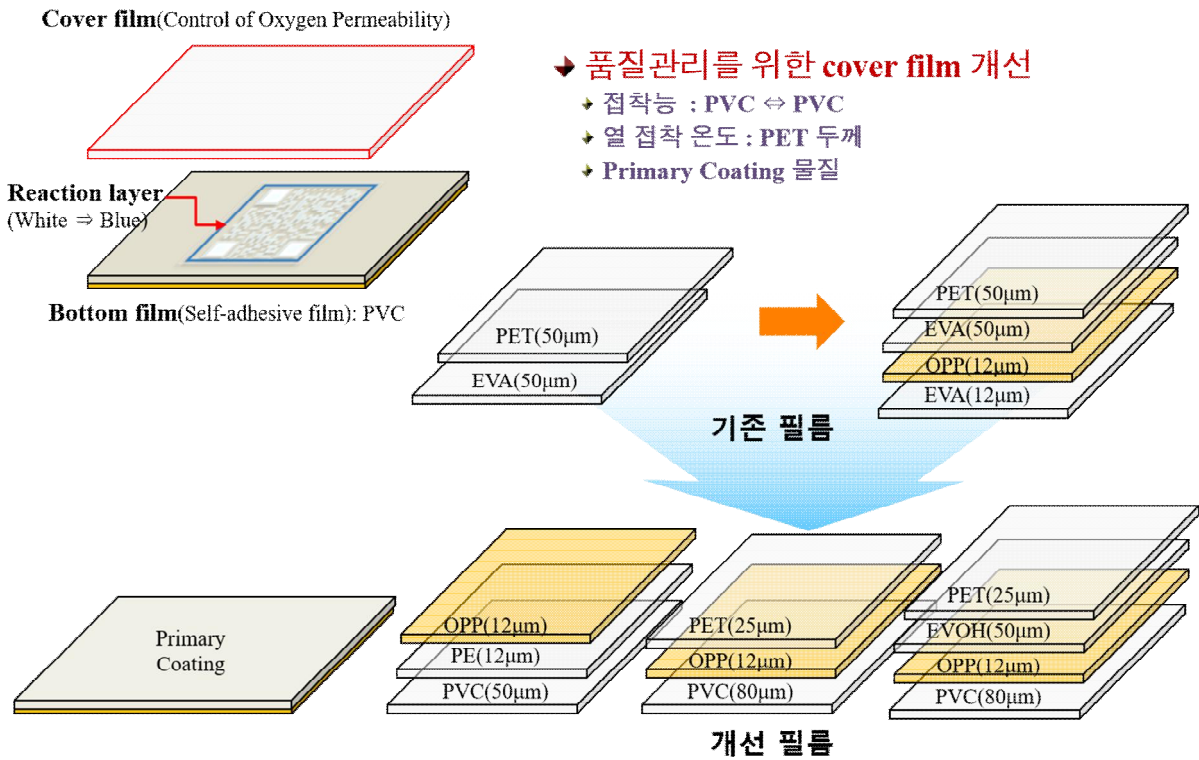 Cover film(Control of Oxygen Permeability)
품질관리를 위한 cover film 개선
접착능 : PVC ⇔ PVC
열 접착 온도 : PET 두께
Primary Coating 물질
Reaction layer
(White ⇒ Blue)
Bottom film(Self-adhesive film): PVC
PET(50μm)
EVA(50μm)
PET(50μm)
EVA(50μm)
OPP(12μm)
EVA(12μm)
기존 필름
Primary
Coating
OPP(12μm)
PE(12μm)
PVC(50μm)
PET(25μm)
OPP(12μm)
PVC(80μm)
PET(25μm)
EVOH(50μm)
OPP(12μm)
PVC(80μm)
개선 필름